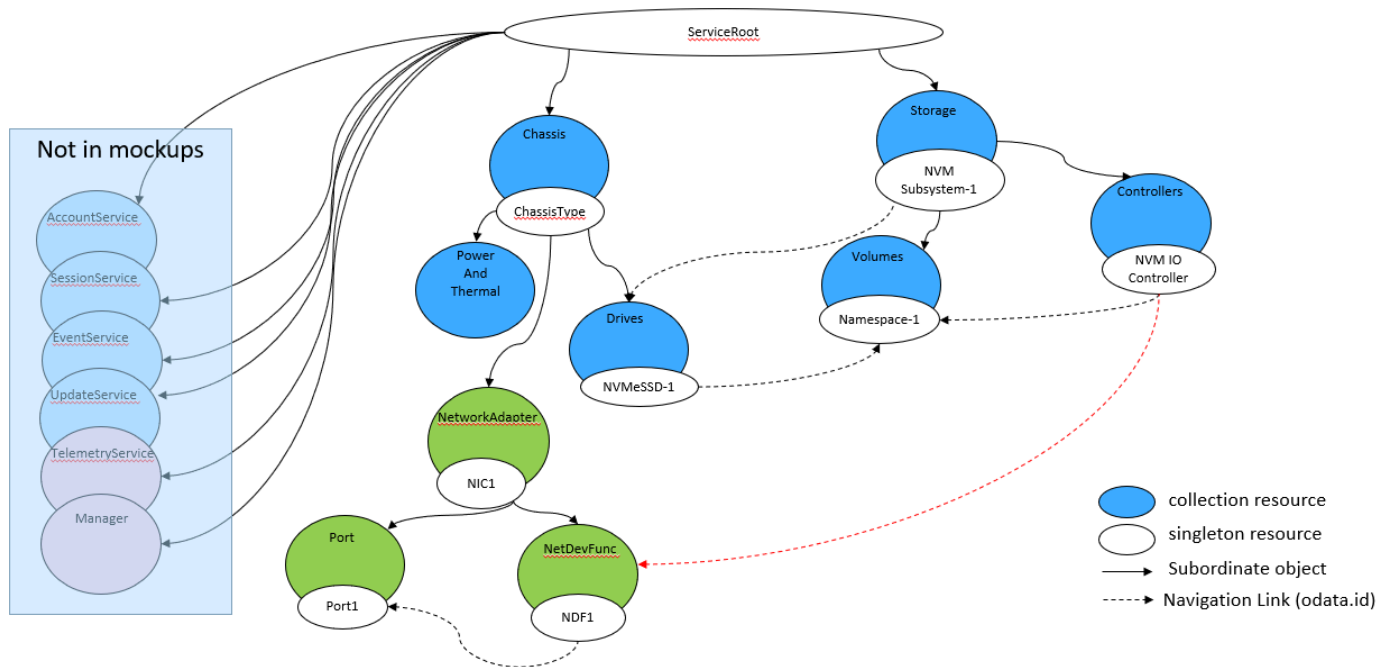 ServiceRoot
Not in mockups
AccountService
SessionService
EventService
UpdateService
TelemetryService
Manager
Chassis
ChassisType
Power
And
Thermal
Drives
NVMeSSD-1
Storage
NVM
Subsystem-1
Volumes
Namespace-1
Controllers
NVM IO
Controller
NetworkAdapter
NIC1
Port
Port1
NetDevFunc
NDF1
collection resource
singleton resource
Subordinate object
Navigation Link (odata.id)